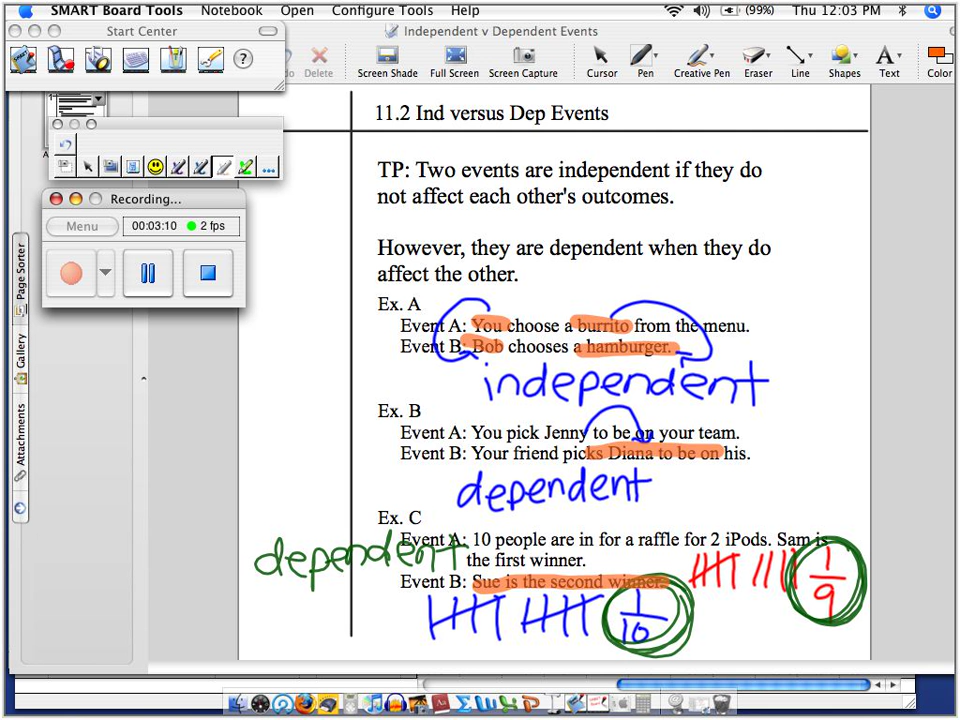 SMART Board Tools Notebook Open Configure Tools Help (99%) Thu 12:03 PM
Start Center
Independent v Dependent Events
Delete Screen Shade Full Screen Screen Capture Cursor Pen Creative Pen Eraser Line Shapes Text Color
Recording...
Menu 00:03:10 2 fps
Page Sorter
Gallery
Attachments
11.2 Ind versus Dep Events
TP: Two events are independent if they do
not affect each other's outcomes.
However, they are dependent when they do
affect the other.
Ex. A
Event A: You choose a burrito from the menu.
Event B: Bob chooses a hamburger.
independent
Ex. B
Event A: You pick Jenny to be on your team.
Event B: Your friend picks Diana to be on his.
dependent
Ex. C
Event A: 10 people are in for a raffle for 2 iPods. Sam is
the first winner.
dependent
Event B: Sue is the second winner.
1/9
1/10